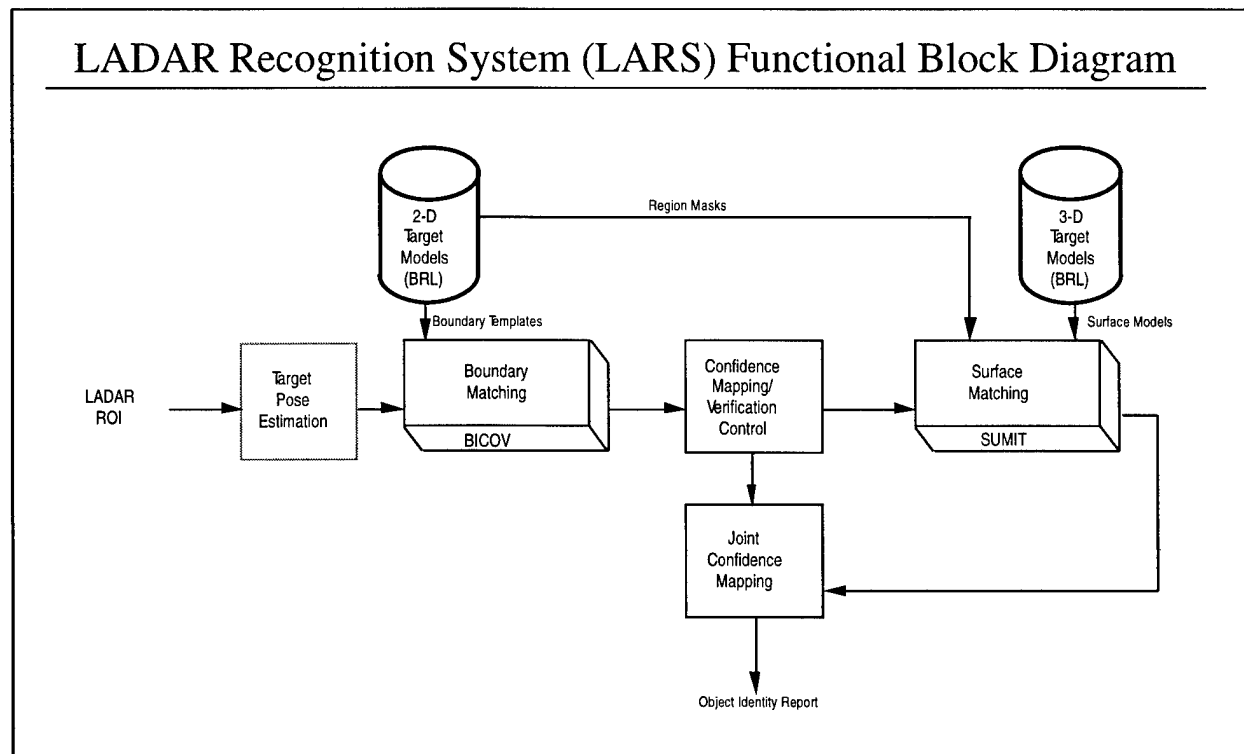 LADAR Recognition System (LARS) Functional Block Diagram
2-D
Target
Models
(BRL)
Region Masks
3-D
Target
Models
(BRL)
Boundary Templates
Surface Models
LADAR
ROI
Target
Pose
Estimation
Boundary
Matching
BICOV
Confidence
Mapping/
Verification
Control
Surface
Matching
SUMIT
Joint
Confidence
Mapping
Object Identity Report